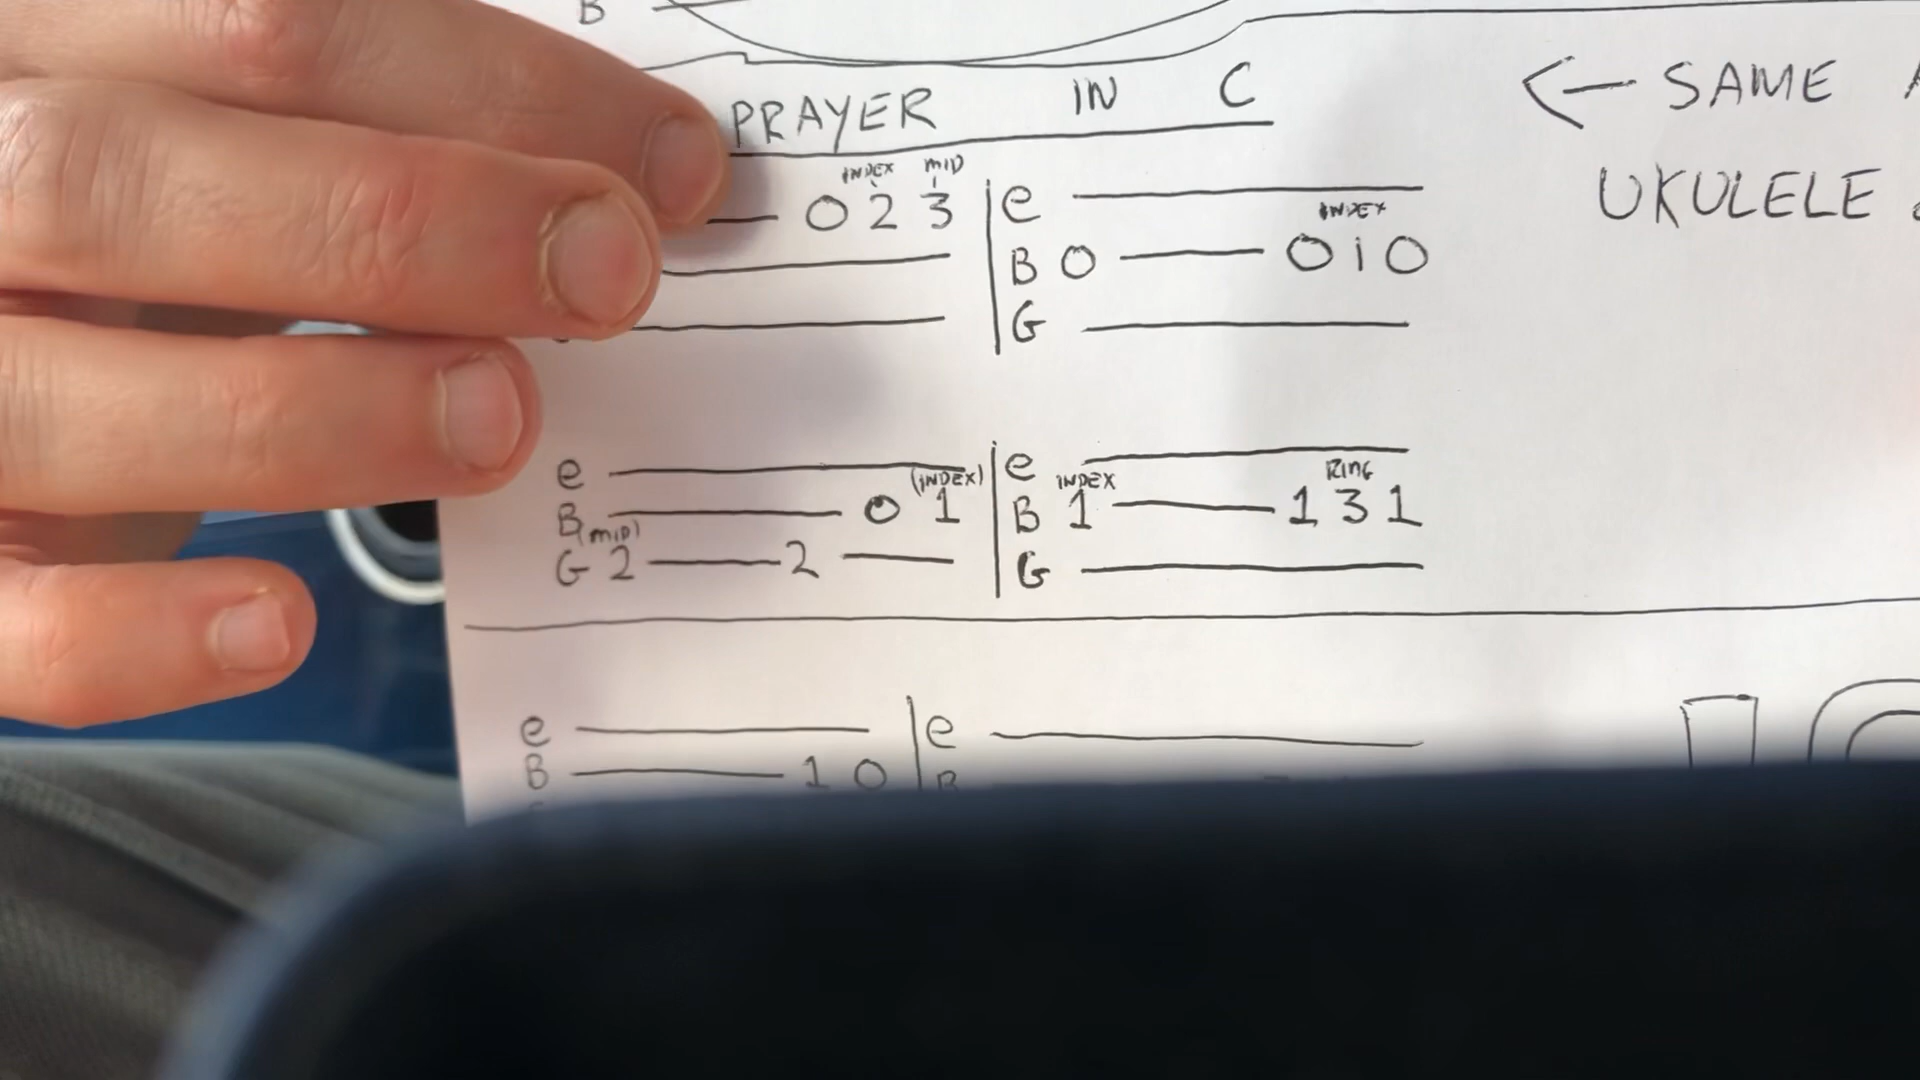 B
PRAYER IN C
← SAME
UKULELE
INDEX MID
— 0 2 3 | e ———
INDEX
——— | B 0 ——— 0 1 0
——— | G ———
e ——— | e ———
(INDEX) INDEX RING
B ——— 0 1 | B 1 ——— 1 3 1
(MID)
G 2 ——— 2 ——— | G ———
e ——— | e ———
B ——— 1 0 | B